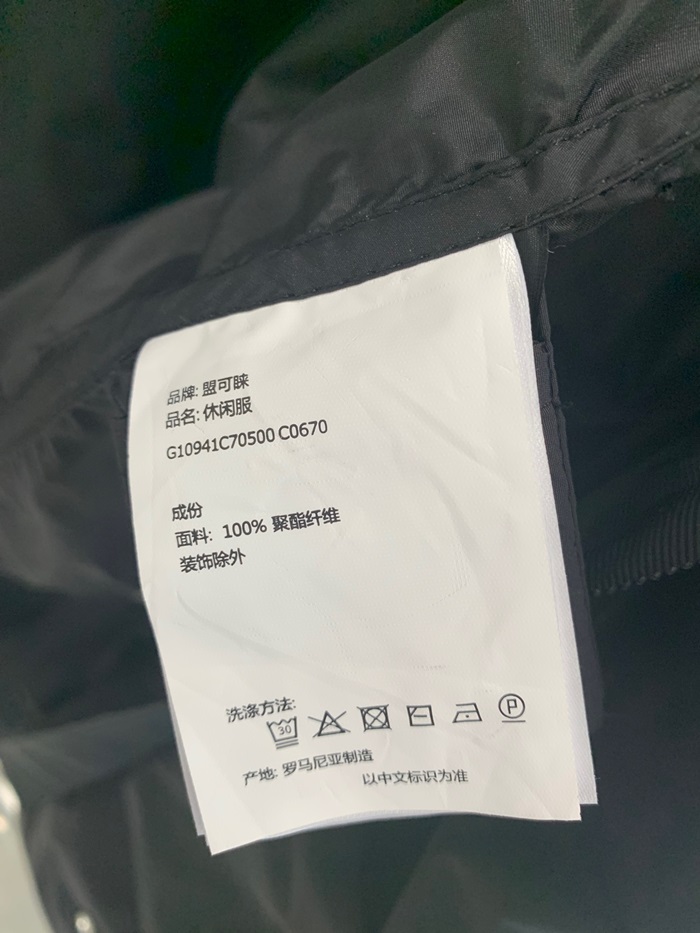 品牌: 盟可睐
品名: 休闲服
G10941C70500 C0670
成份
面料: 100% 聚酯纤维
装饰除外
洗涤方法:
30
P
产地: 罗马尼亚制造
以中文标识为准